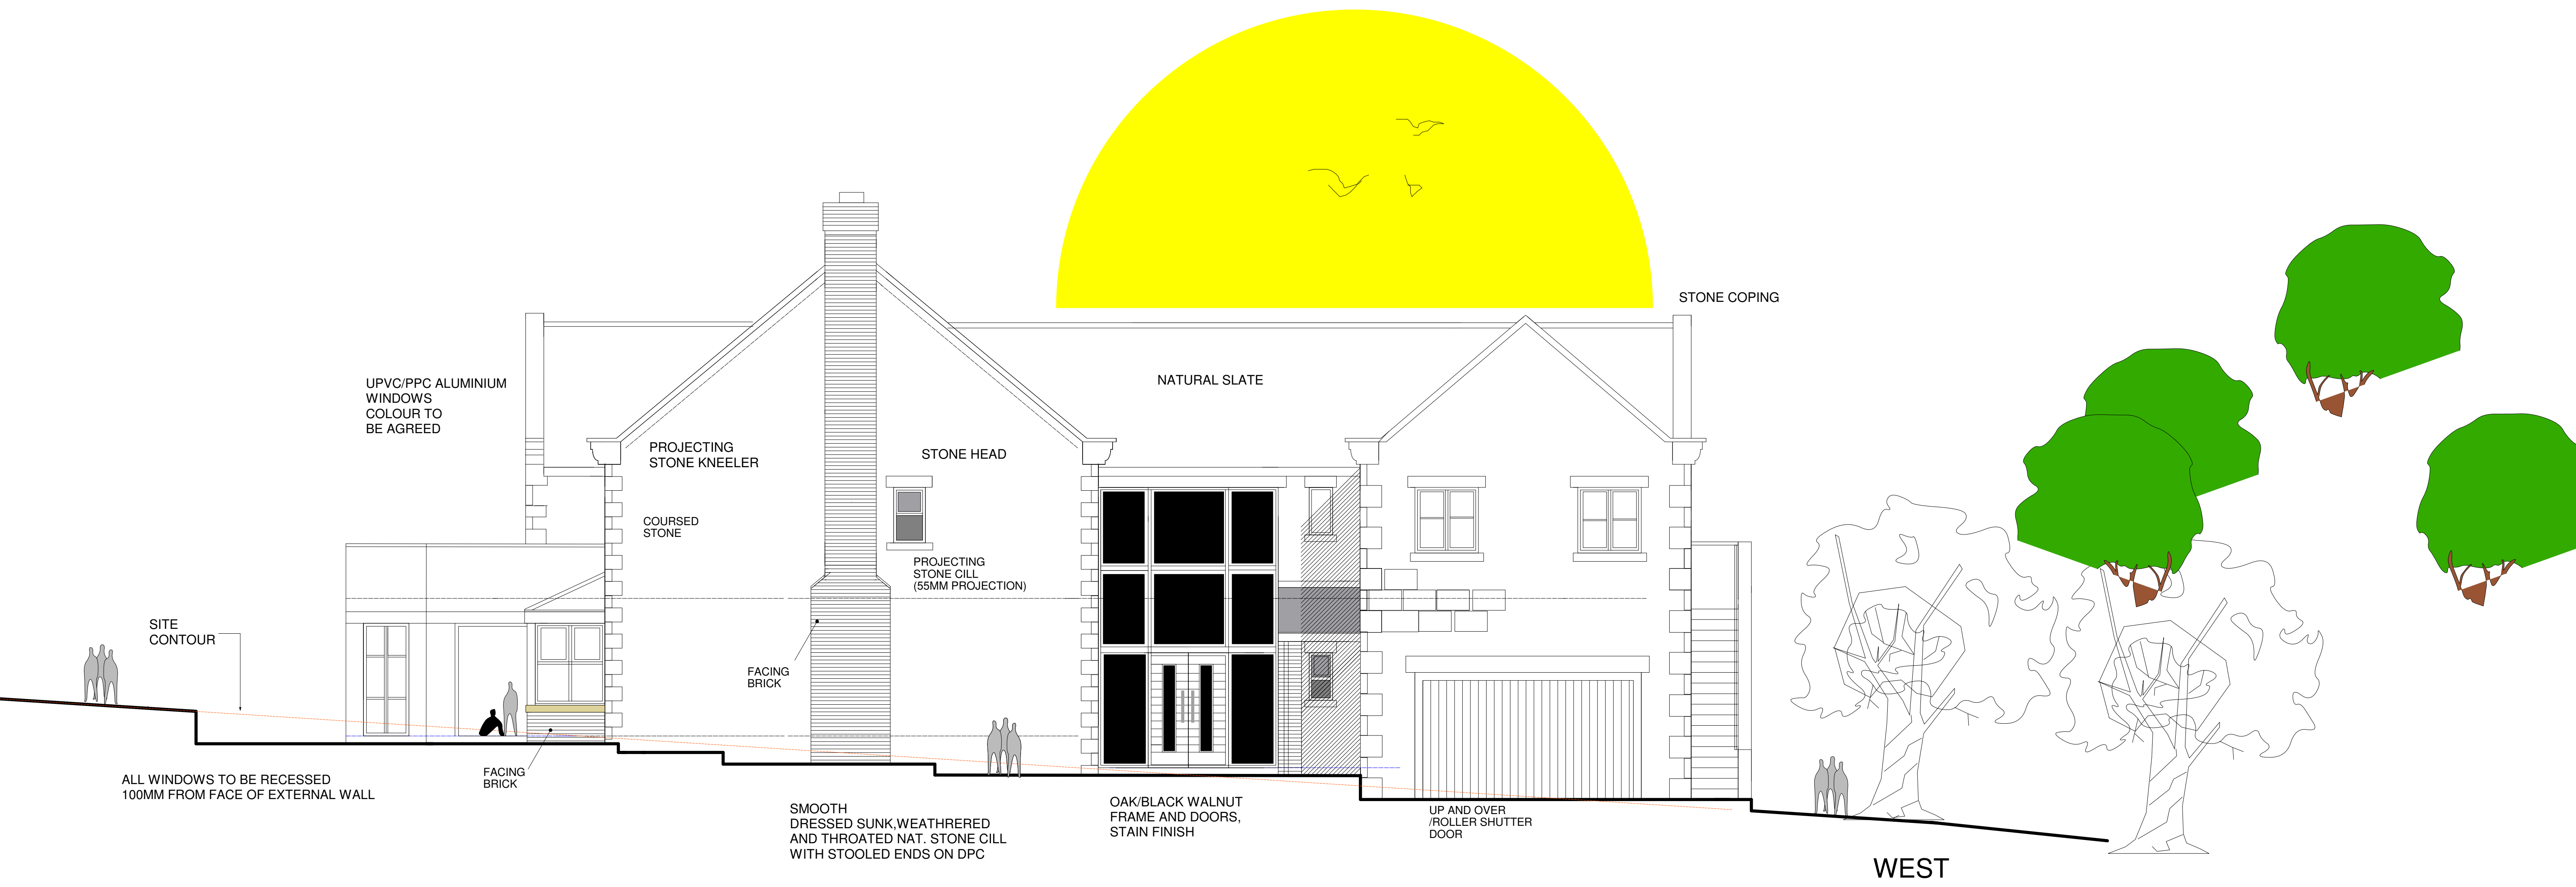 STONE COPING
NATURAL SLATE
UPVC/PPC ALUMINIUM
WINDOWS
COLOUR TO
BE AGREED
PROJECTING
STONE KNEELER
STONE HEAD
COURSED
STONE
PROJECTING
STONE CILL
(55MM PROJECTION)
SITE
CONTOUR
FACING
BRICK
FACING
BRICK
ALL WINDOWS TO BE RECESSED
100MM FROM FACE OF EXTERNAL WALL
SMOOTH
DRESSED SUNK,WEATHRERED
AND THROATED NAT. STONE CILL
WITH STOOLED ENDS ON DPC
OAK/BLACK WALNUT
FRAME AND DOORS,
STAIN FINISH
UP AND OVER
/ROLLER SHUTTER
DOOR
WEST